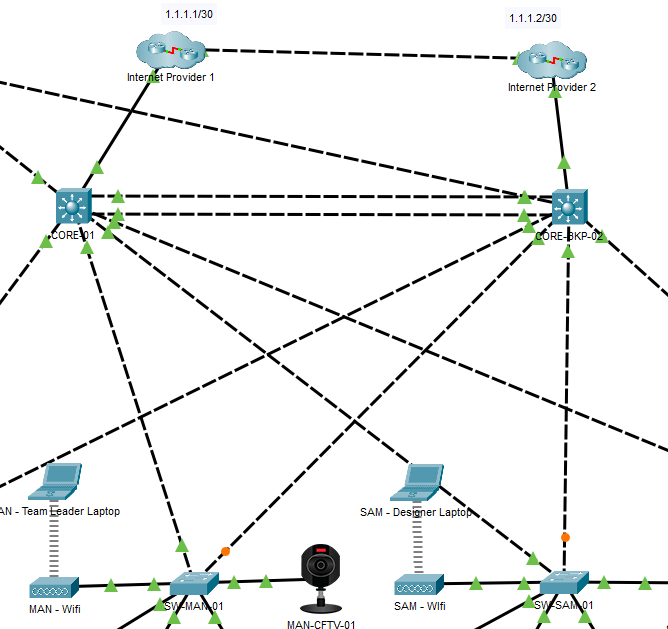 1.1.1.1/30
1.1.1.2/30
Internet Provider 1
Internet Provider 2
CORE-01
CORE-BKP-02
AN - Team Leader Laptop
SAM - Designer Laptop
MAN - Wifi
SW-MAN-01
MAN-CFTV-01
SAM - WIfi
SW-SAM-01